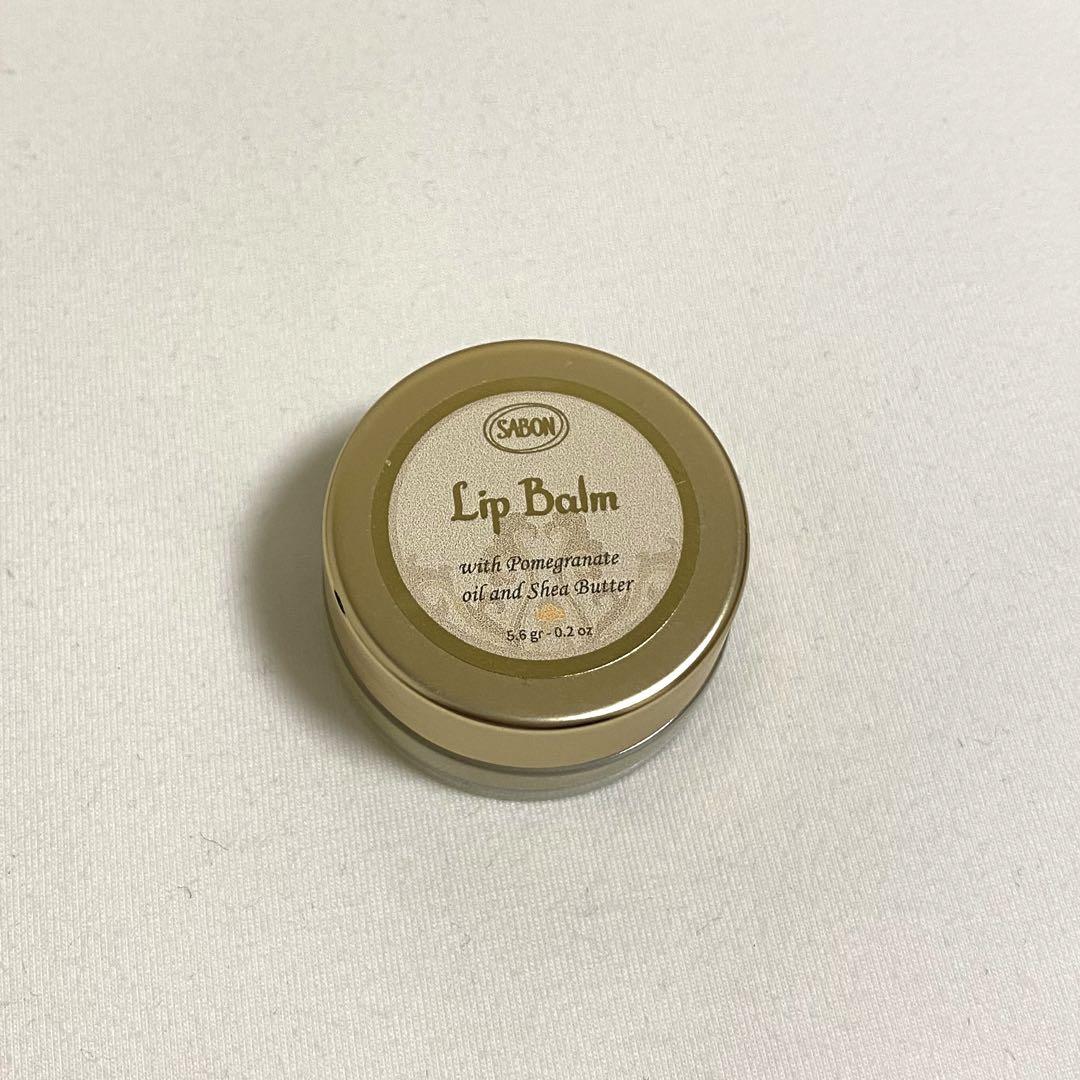 SABON
Lip Balm
with Pomegranate
oil and Shea Butter
5.6 gr - 0.2 oz